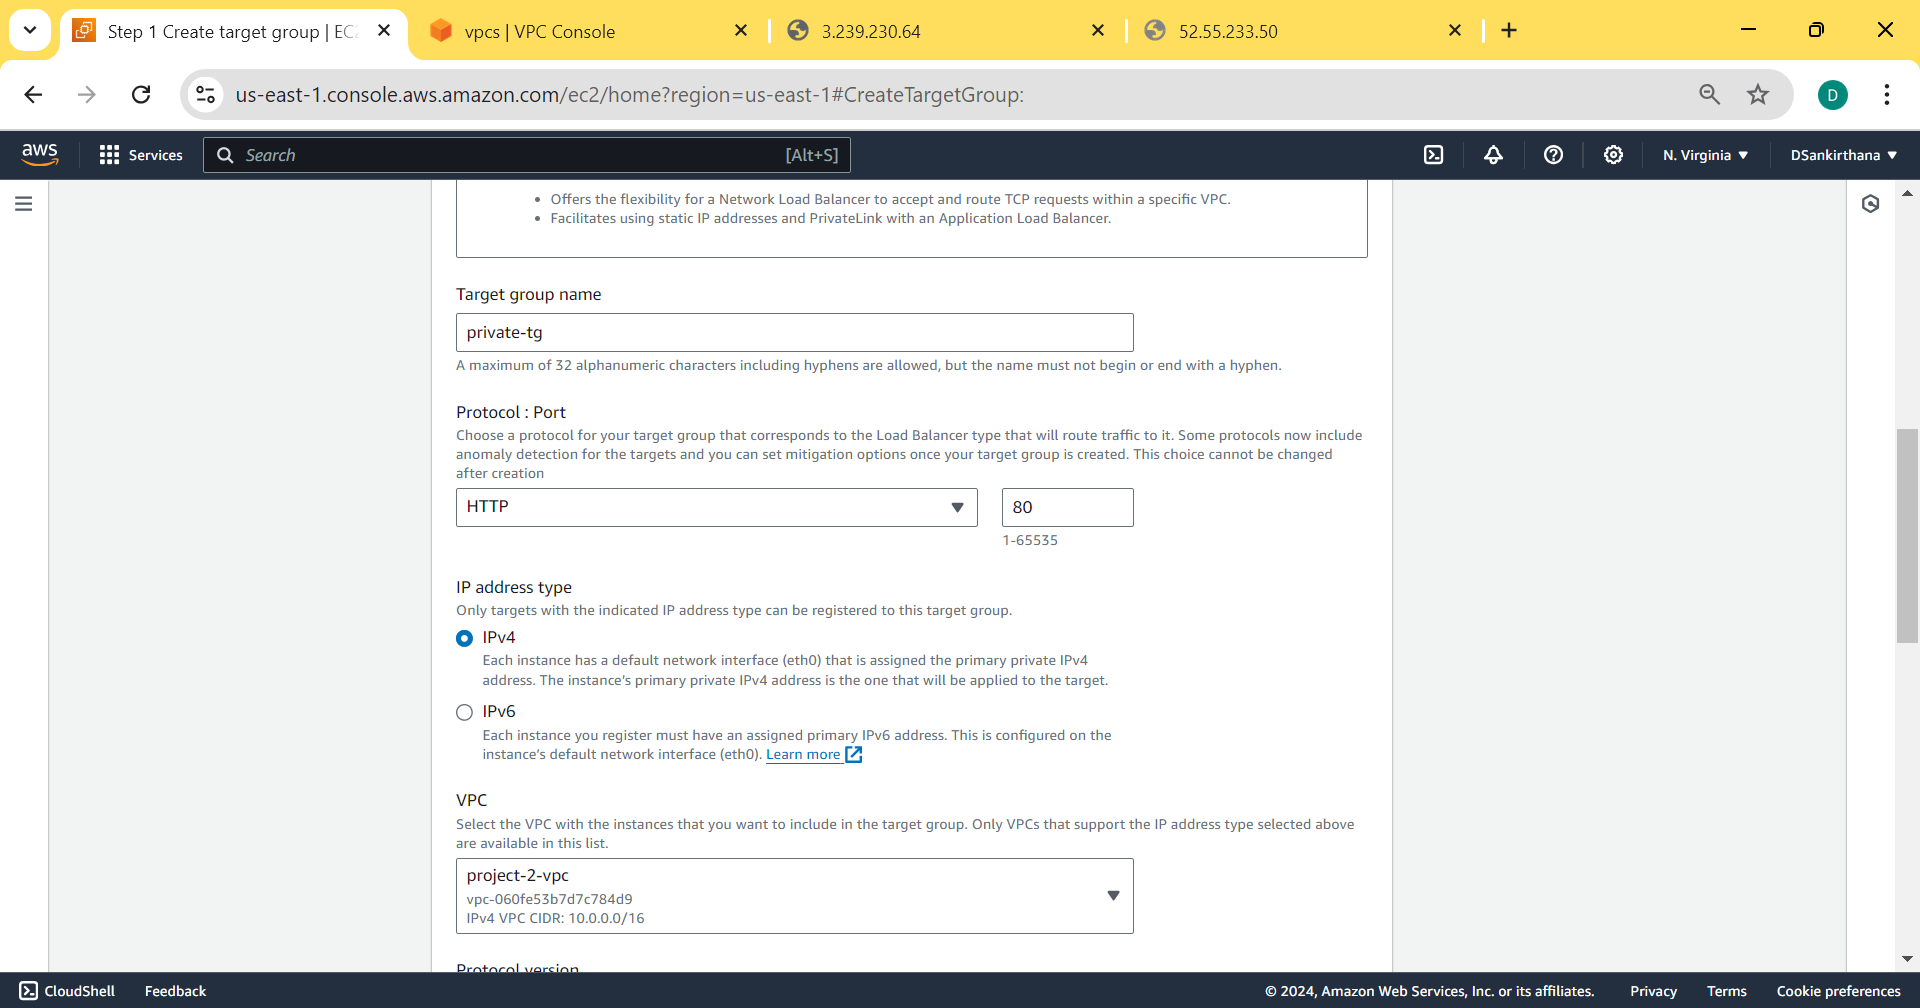 Step 1 Create target group | EC2
vpcs | VPC Console
3.239.230.64
52.55.233.50
us-east-1.console.aws.amazon.com/ec2/home?region=us-east-1#CreateTargetGroup:
D
aws
Services
Search
[Alt+S]
N. Virginia
DSankirthana
• Offers the flexibility for a Network Load Balancer to accept and route TCP requests within a specific VPC.
• Facilitates using static IP addresses and PrivateLink with an Application Load Balancer.
Target group name
private-tg
A maximum of 32 alphanumeric characters including hyphens are allowed, but the name must not begin or end with a hyphen.
Protocol : Port
Choose a protocol for your target group that corresponds to the Load Balancer type that will route traffic to it. Some protocols now include
anomaly detection for the targets and you can set mitigation options once your target group is created. This choice cannot be changed
after creation
HTTP
80
1-65535
IP address type
Only targets with the indicated IP address type can be registered to this target group.
IPv4
Each instance has a default network interface (eth0) that is assigned the primary private IPv4
address. The instance's primary private IPv4 address is the one that will be applied to the target.
IPv6
Each instance you register must have an assigned primary IPv6 address. This is configured on the
instance's default network interface (eth0). Learn more
VPC
Select the VPC with the instances that you want to include in the target group. Only VPCs that support the IP address type selected above
are available in this list.
project-2-vpc
vpc-060fe53b7d7c784d9
IPv4 VPC CIDR: 10.0.0.0/16
Protocol version
CloudShell
Feedback
© 2024, Amazon Web Services, Inc. or its affiliates.
Privacy
Terms
Cookie preferences